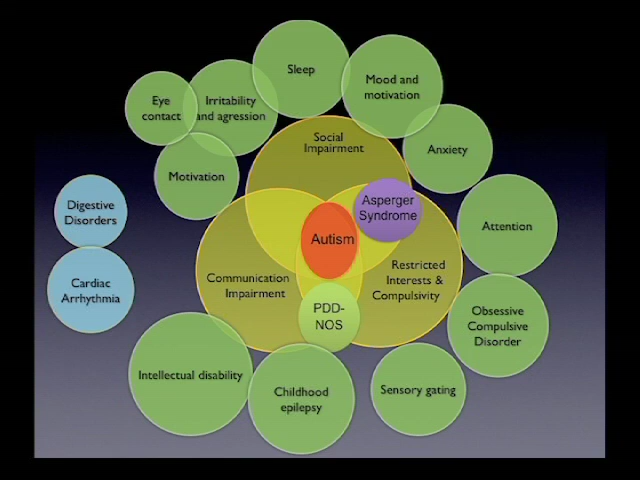 Sleep
Mood and
motivation
Eye
contact
Irritability
and agression
Social
Impairment
Anxiety
Motivation
Digestive
Disorders
Asperger
Syndrome
Attention
Autism
Cardiac
Arrhythmia
Communication
Impairment
Restricted
Interests &
Compulsivity
PDD-
NOS
Obsessive
Compulsive
Disorder
Intellectual disability
Childhood
epilepsy
Sensory gating